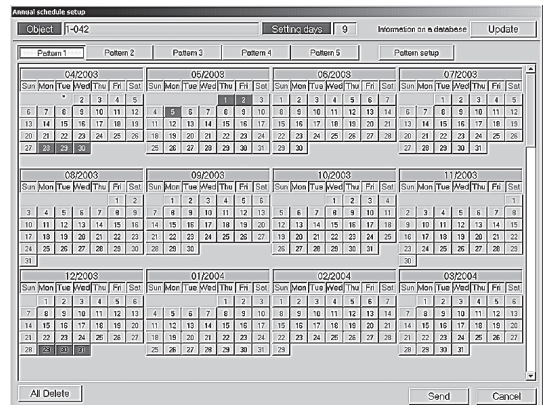 Annual schedule setup
Object 1-042 Setting days 9 Information on a database Update
Pattern 1 Pattern 2 Pattern 3 Pattern 4 Pattern 5 Pattern setup
04/2003 05/2003 06/2003 07/2003
Sun Mon Tue Wed Thu Fri Sat Sun Mon Tue Wed Thu Fri Sat Sun Mon Tue Wed Thu Fri Sat Sun Mon Tue Wed Thu Fri Sat
2 3 4 5 1 2 3 1 2 3 4 5 6 7 1 2 3 4 5
6 7 8 9 10 11 12 4 5 6 7 8 9 10 8 9 10 11 12 13 14 6 7 8 9 10 11 12
13 14 15 16 17 18 19 11 12 13 14 15 16 17 15 16 17 18 19 20 21 13 14 15 16 17 18 19
20 21 22 23 24 25 26 18 19 20 21 22 23 24 22 23 24 25 26 27 28 20 21 22 23 24 25 26
27 28 29 30 25 26 27 28 29 30 31 29 30 27 28 29 30 31
08/2003 09/2003 10/2003 11/2003
Sun Mon Tue Wed Thu Fri Sat Sun Mon Tue Wed Thu Fri Sat Sun Mon Tue Wed Thu Fri Sat Sun Mon Tue Wed Thu Fri Sat
1 2 1 2 3 4 5 6 1 2 3 4 1
3 4 5 6 7 8 9 7 8 9 10 11 12 13 5 6 7 8 9 10 11 2 3 4 5 6 7 8
10 11 12 13 14 15 16 14 15 16 17 18 19 20 12 13 14 15 16 17 18 9 10 11 12 13 14 15
17 18 19 20 21 22 23 21 22 23 24 25 26 27 19 20 21 22 23 24 25 16 17 18 19 20 21 22
24 25 26 27 28 29 30 28 29 30 26 27 28 29 30 31 23 24 25 26 27 28 29
31 30
12/2003 01/2004 02/2004 03/2004
Sun Mon Tue Wed Thu Fri Sat Sun Mon Tue Wed Thu Fri Sat Sun Mon Tue Wed Thu Fri Sat Sun Mon Tue Wed Thu Fri Sat
1 2 3 4 5 6 1 2 3 1 2 3 4 5 6 7 1 2 3 4 5 6
7 8 9 10 11 12 13 4 5 6 7 8 9 10 8 9 10 11 12 13 14 7 8 9 10 11 12 13
14 15 16 17 18 19 20 11 12 13 14 15 16 17 15 16 17 18 19 20 21 14 15 16 17 18 19 20
21 22 23 24 25 26 27 18 19 20 21 22 23 24 22 23 24 25 26 27 28 21 22 23 24 25 26 27
28 29 30 31 25 26 27 28 29 30 31 29 28 29 30 31
All Delete Send Cancel